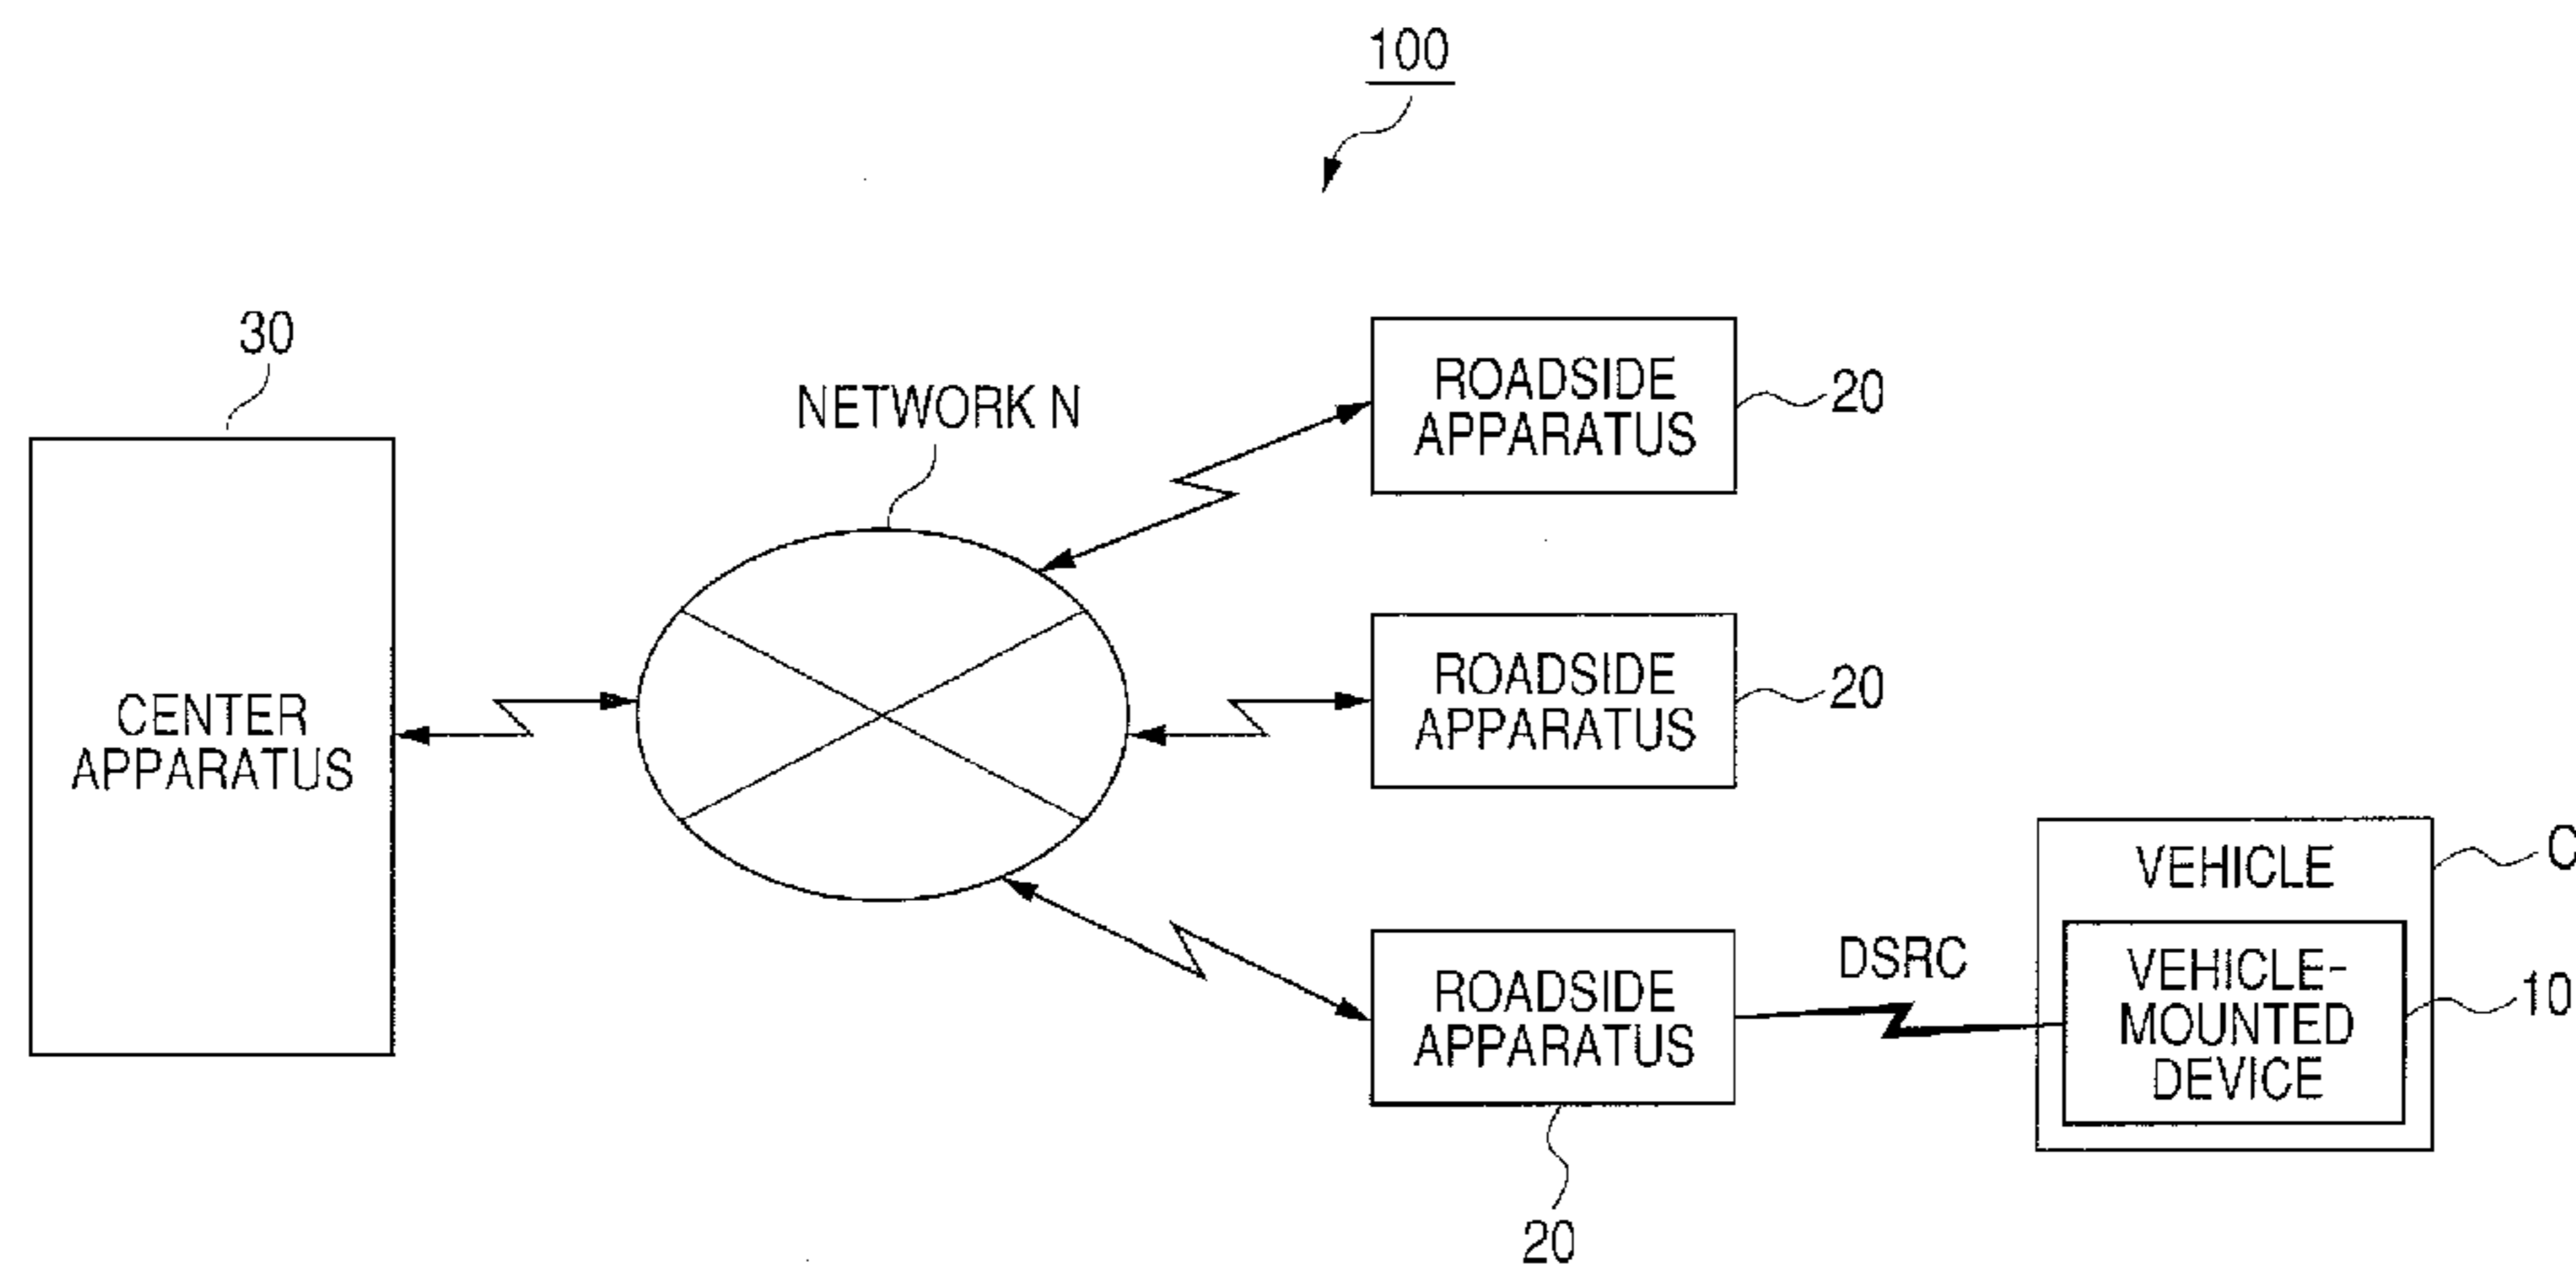 100
30
NETWORK N
ROADSIDE
APPARATUS
20
CENTER
APPARATUS
ROADSIDE
APPARATUS
20
VEHICLE
C
DSRC
VEHICLE-
MOUNTED
DEVICE
10
ROADSIDE
APPARATUS
20